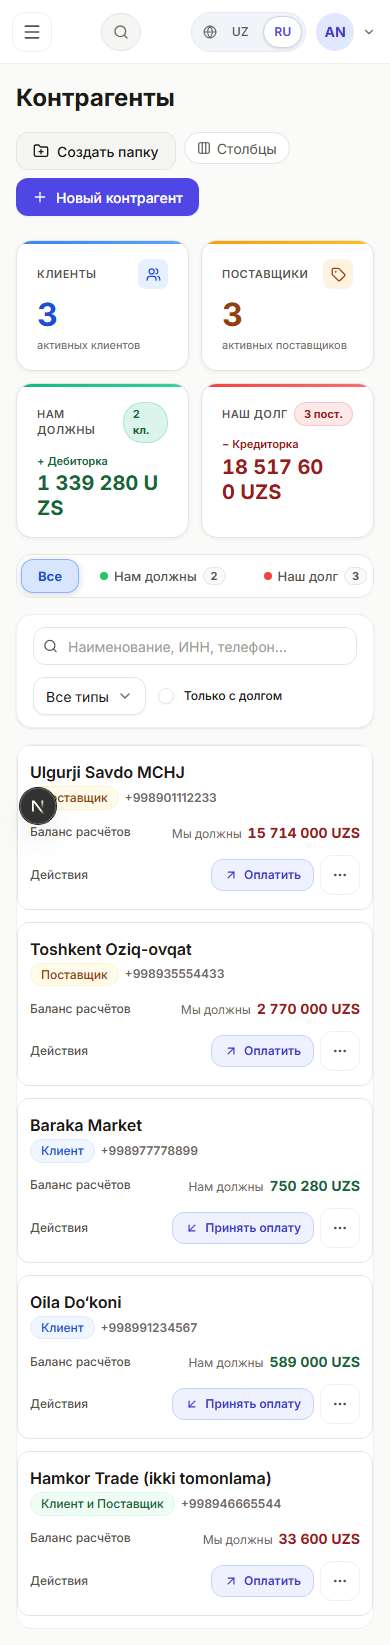 UZ RU AN
Контрагенты
Создать папку Столбцы
+ Новый контрагент
КЛИЕНТЫ
3
активных клиентов
ПОСТАВЩИКИ
3
активных поставщиков
НАМ ДОЛЖНЫ
2 кл.
+ Дебиторка
1 339 280 U
ZS
НАШ ДОЛГ 3 пост.
− Кредиторка
18 517 60
0 UZS
Все Нам должны 2 Наш долг 3
Наименование, ИНН, телефон...
Все типы Только с долгом
Ulgurji Savdo MCHJ
N ставщик +998901112233
Баланс расчётов Мы должны 15 714 000 UZS
Действия Оплатить ...
Toshkent Oziq-ovqat
Поставщик +998935554433
Баланс расчётов Мы должны 2 770 000 UZS
Действия Оплатить ...
Baraka Market
Клиент +998977778899
Баланс расчётов Нам должны 750 280 UZS
Действия Принять оплату ...
Oila Do‘koni
Клиент +998991234567
Баланс расчётов Нам должны 589 000 UZS
Действия Принять оплату ...
Hamkor Trade (ikki tomonlama)
Клиент и Поставщик +998946665544
Баланс расчётов Мы должны 33 600 UZS
Действия Оплатить ...